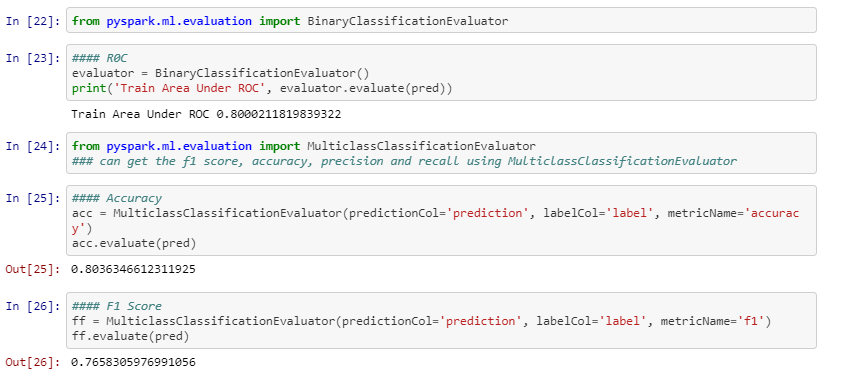 In [22]: from pyspark.ml.evaluation import BinaryClassificationEvaluator
In [23]: #### R0C
evaluator = BinaryClassificationEvaluator()
print('Train Area Under ROC', evaluator.evaluate(pred))
Train Area Under ROC 0.8000211819839322
In [24]: from pyspark.ml.evaluation import MulticlassClassificationEvaluator
### can get the f1 score, accuracy, precision and recall using MulticlassClassificationEvaluator
In [25]: #### Accuracy
acc = MulticlassClassificationEvaluator(predictionCol='prediction', labelCol='label', metricName='accurac
y')
acc.evaluate(pred)
Out[25]: 0.8036346612311925
In [26]: #### F1 Score
ff = MulticlassClassificationEvaluator(predictionCol='prediction', labelCol='label', metricName='f1')
ff.evaluate(pred)
Out[26]: 0.7658305976991056